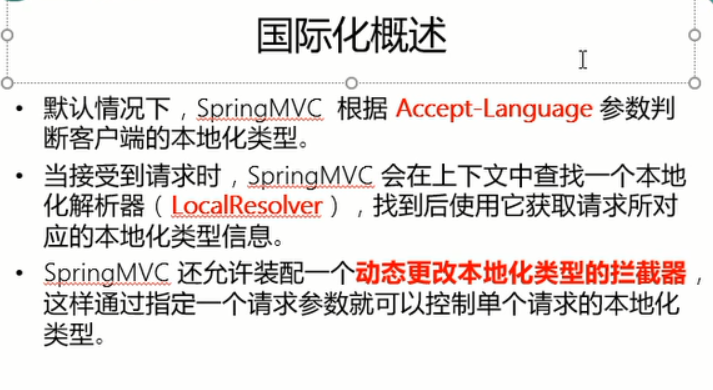 国际化概述
• 默认情况下，SpringMVC 根据 Accept-Language 参数判
断客户端的本地化类型。
• 当接受到请求时，SpringMVC 会在上下文中查找一个本地
化解析器（LocalResolver），找到后使用它获取请求所对
应的本地化类型信息。
• SpringMVC 还允许装配一个动态更改本地化类型的拦截器，
这样通过指定一个请求参数就可以控制单个请求的本地化
类型。